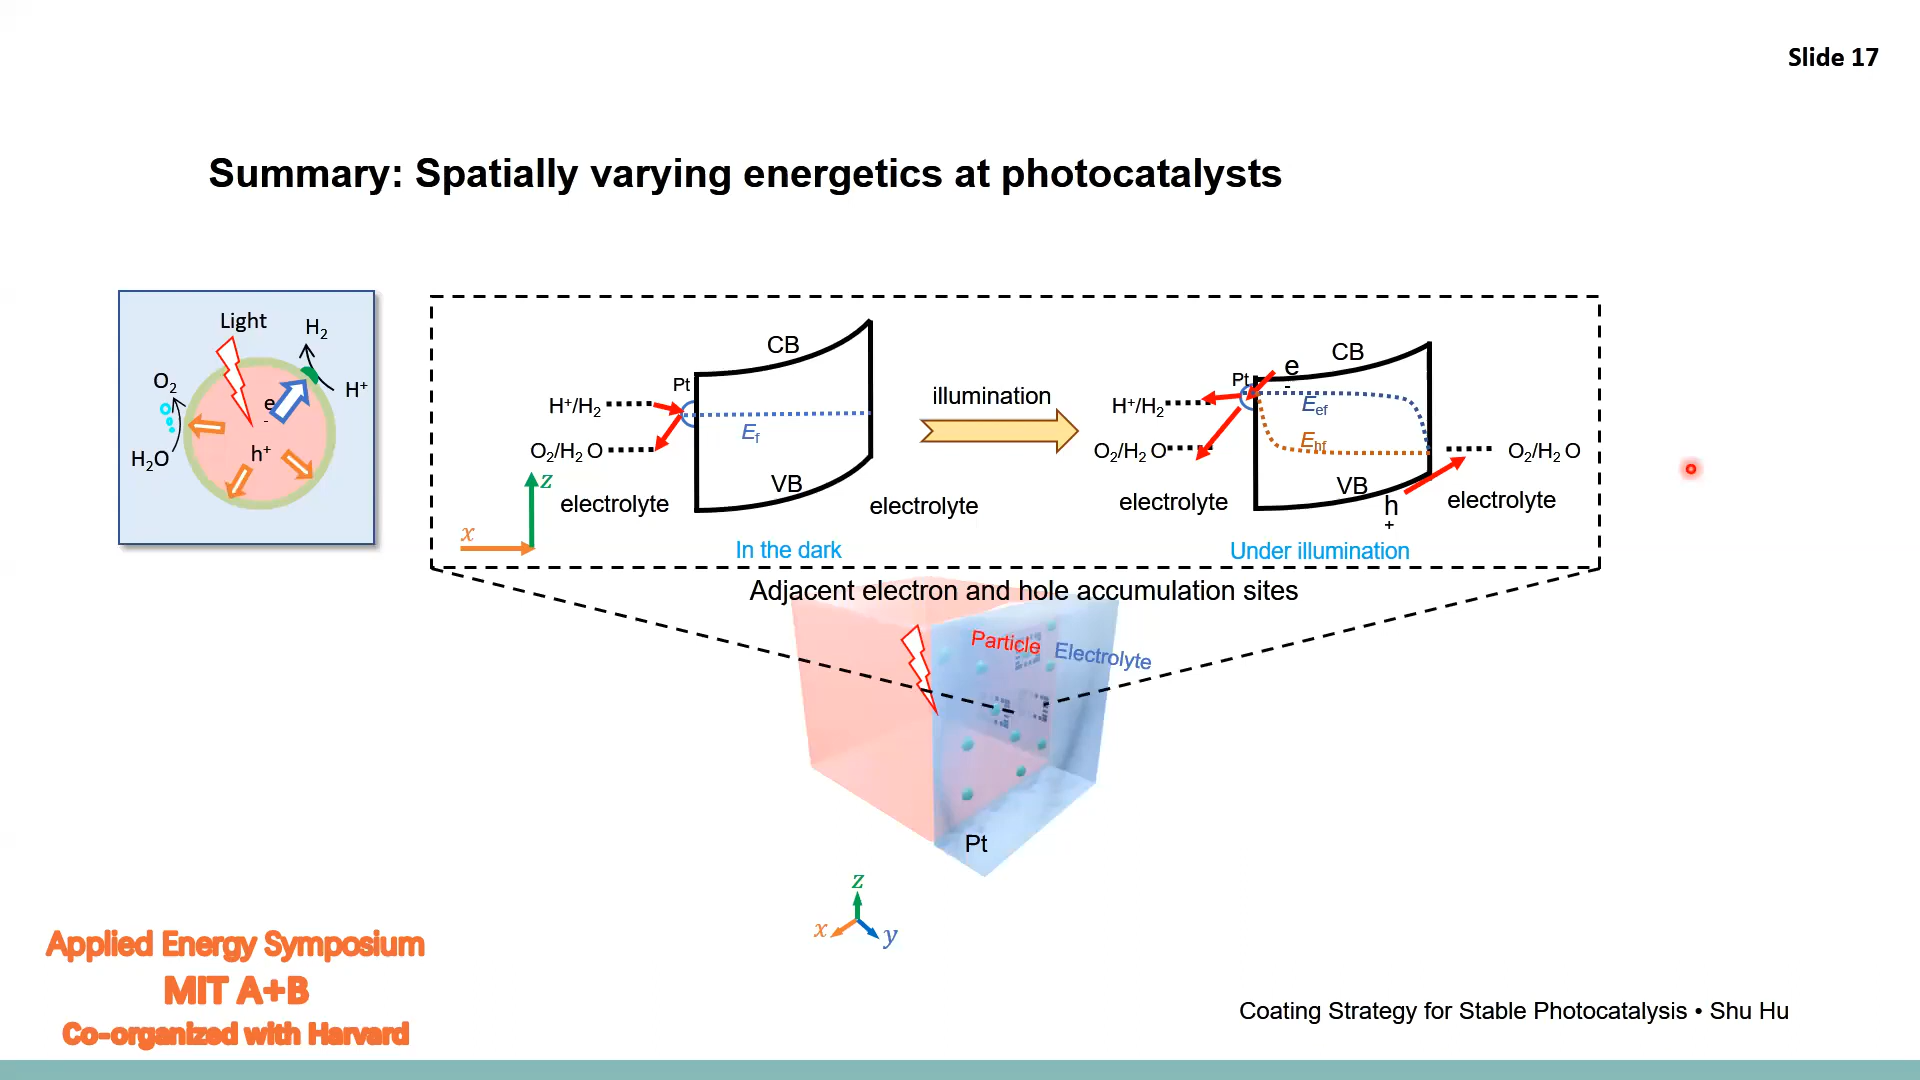 Slide 17
Summary: Spatially varying energetics at photocatalysts
Light
H2
O2
H+
e-
h+
H2O
CB
Pt
H+/H2
Ef
O2/H2 O
z
VB
electrolyte
electrolyte
x
In the dark
illumination
CB
e-
Pt
H+/H2
Eef
Ehf
O2/H2 O
O2/H2 O
VB
h+
electrolyte
electrolyte
Under illumination
Adjacent electron and hole accumulation sites
Particle
Electrolyte
Pt
z
x
y
Applied Energy Symposium
MIT A+B
Co-organized with Harvard
Coating Strategy for Stable Photocatalysis • Shu Hu